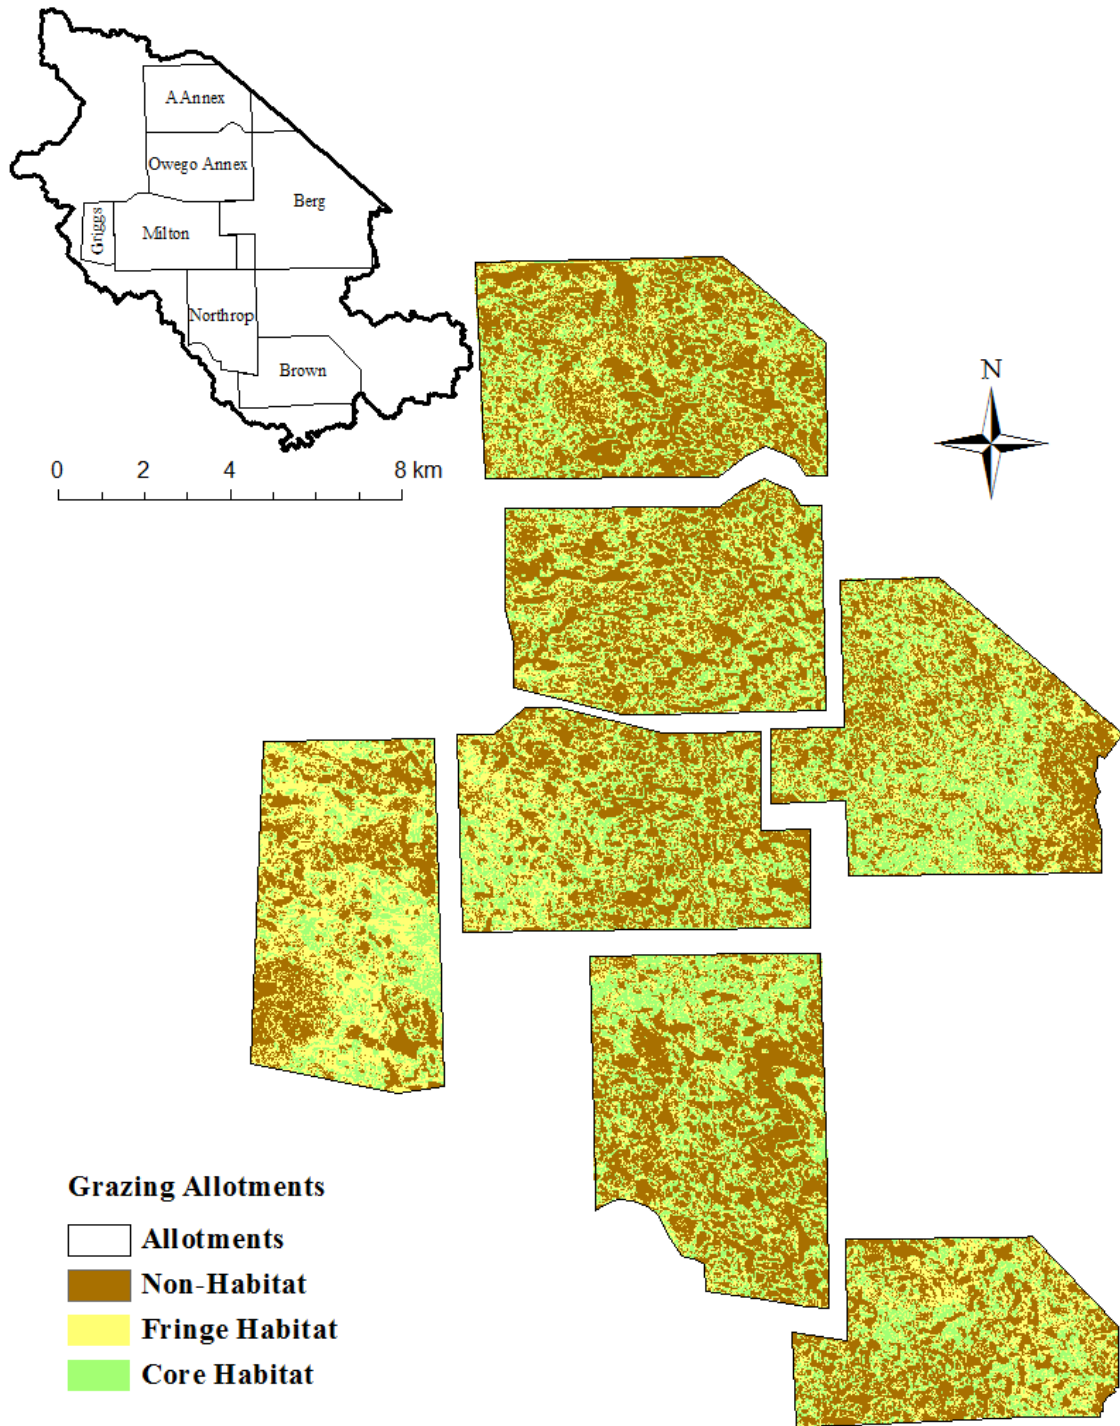 A Annex
Owego Annex
Berg
Griggs
Milton
Northrop
Brown
0 2 4 8 km
N
Grazing Allotments
Allotments
Non-Habitat
Fringe Habitat
Core Habitat